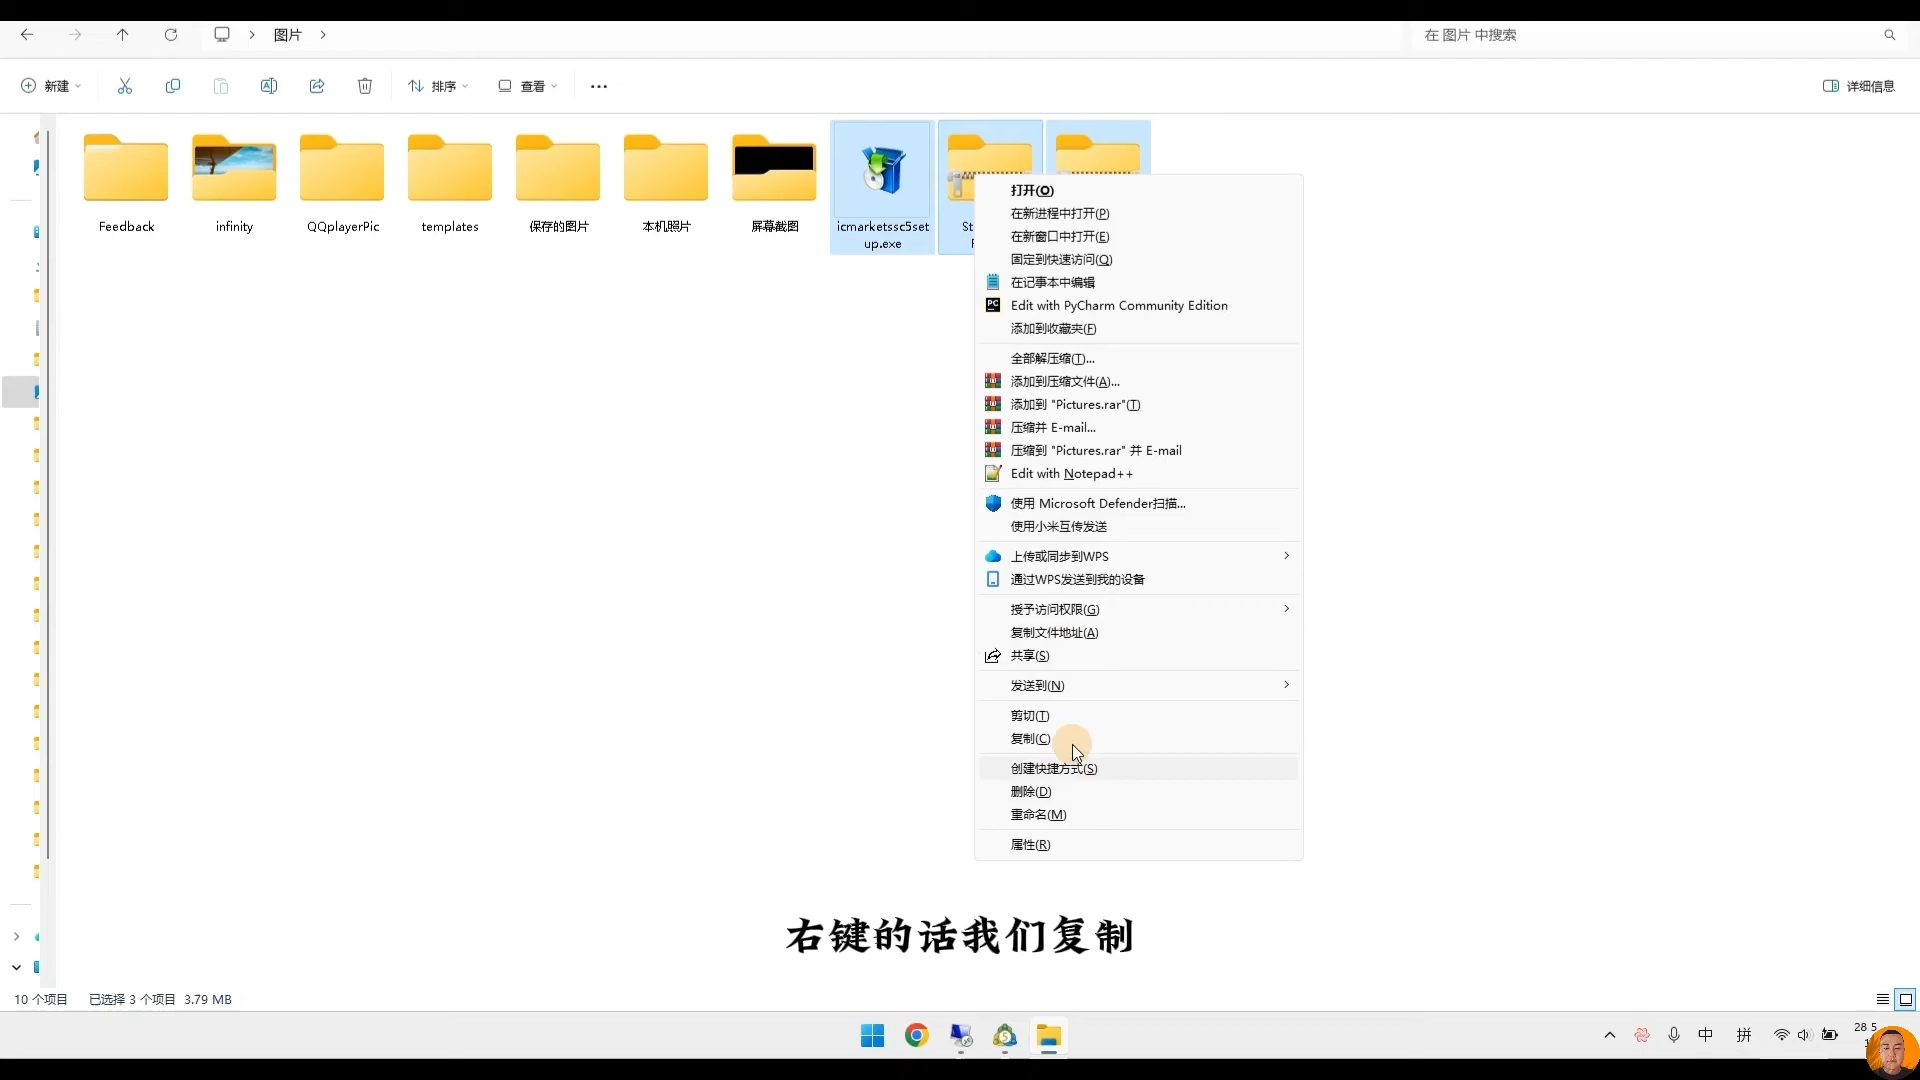 图片
在 图片 中搜索
新建
排序
查看
详细信息
Feedback
infinity
QQplayerPic
templates
保存的图片
本机照片
屏幕截图
icmarketssc5set
up.exe
St
打开(O)
在新进程中打开(P)
在新窗口中打开(E)
固定到快速访问(Q)
在记事本中编辑
Edit with PyCharm Community Edition
添加到收藏夹(F)
全部解压缩(T)...
添加到压缩文件(A)...
添加到 "Pictures.rar"(T)
压缩并 E-mail...
压缩到 "Pictures.rar" 并 E-mail
Edit with Notepad++
使用 Microsoft Defender扫描...
使用小米互传发送
上传或同步到WPS
通过WPS发送到我的设备
授予访问权限(G)
复制文件地址(A)
共享(S)
发送到(N)
剪切(T)
复制(C)
创建快捷方式(S)
删除(D)
重命名(M)
属性(R)
右键的话我们复制
10 个项目
已选择 3 个项目 3.79 MB
中
拼
28 5